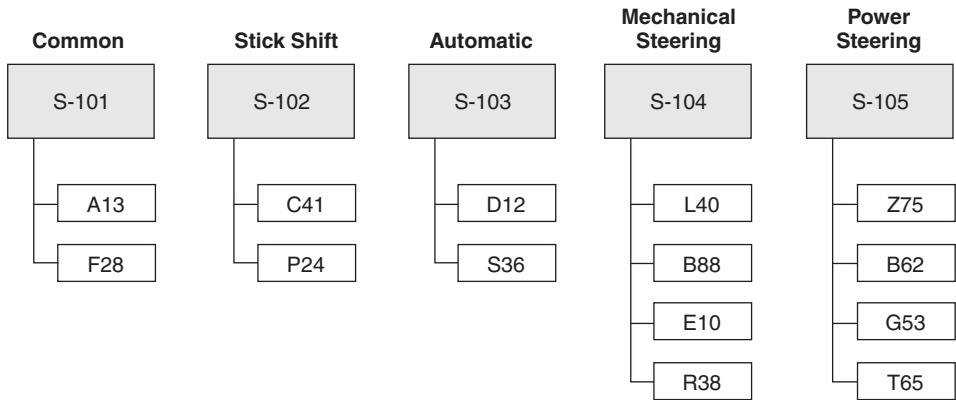 Common
S-101
A13
F28
Stick Shift
S-102
C41
P24
Automatic
S-103
D12
S36
Mechanical
Steering
S-104
L40
B88
E10
R38
Power
Steering
S-105
Z75
B62
G53
T65